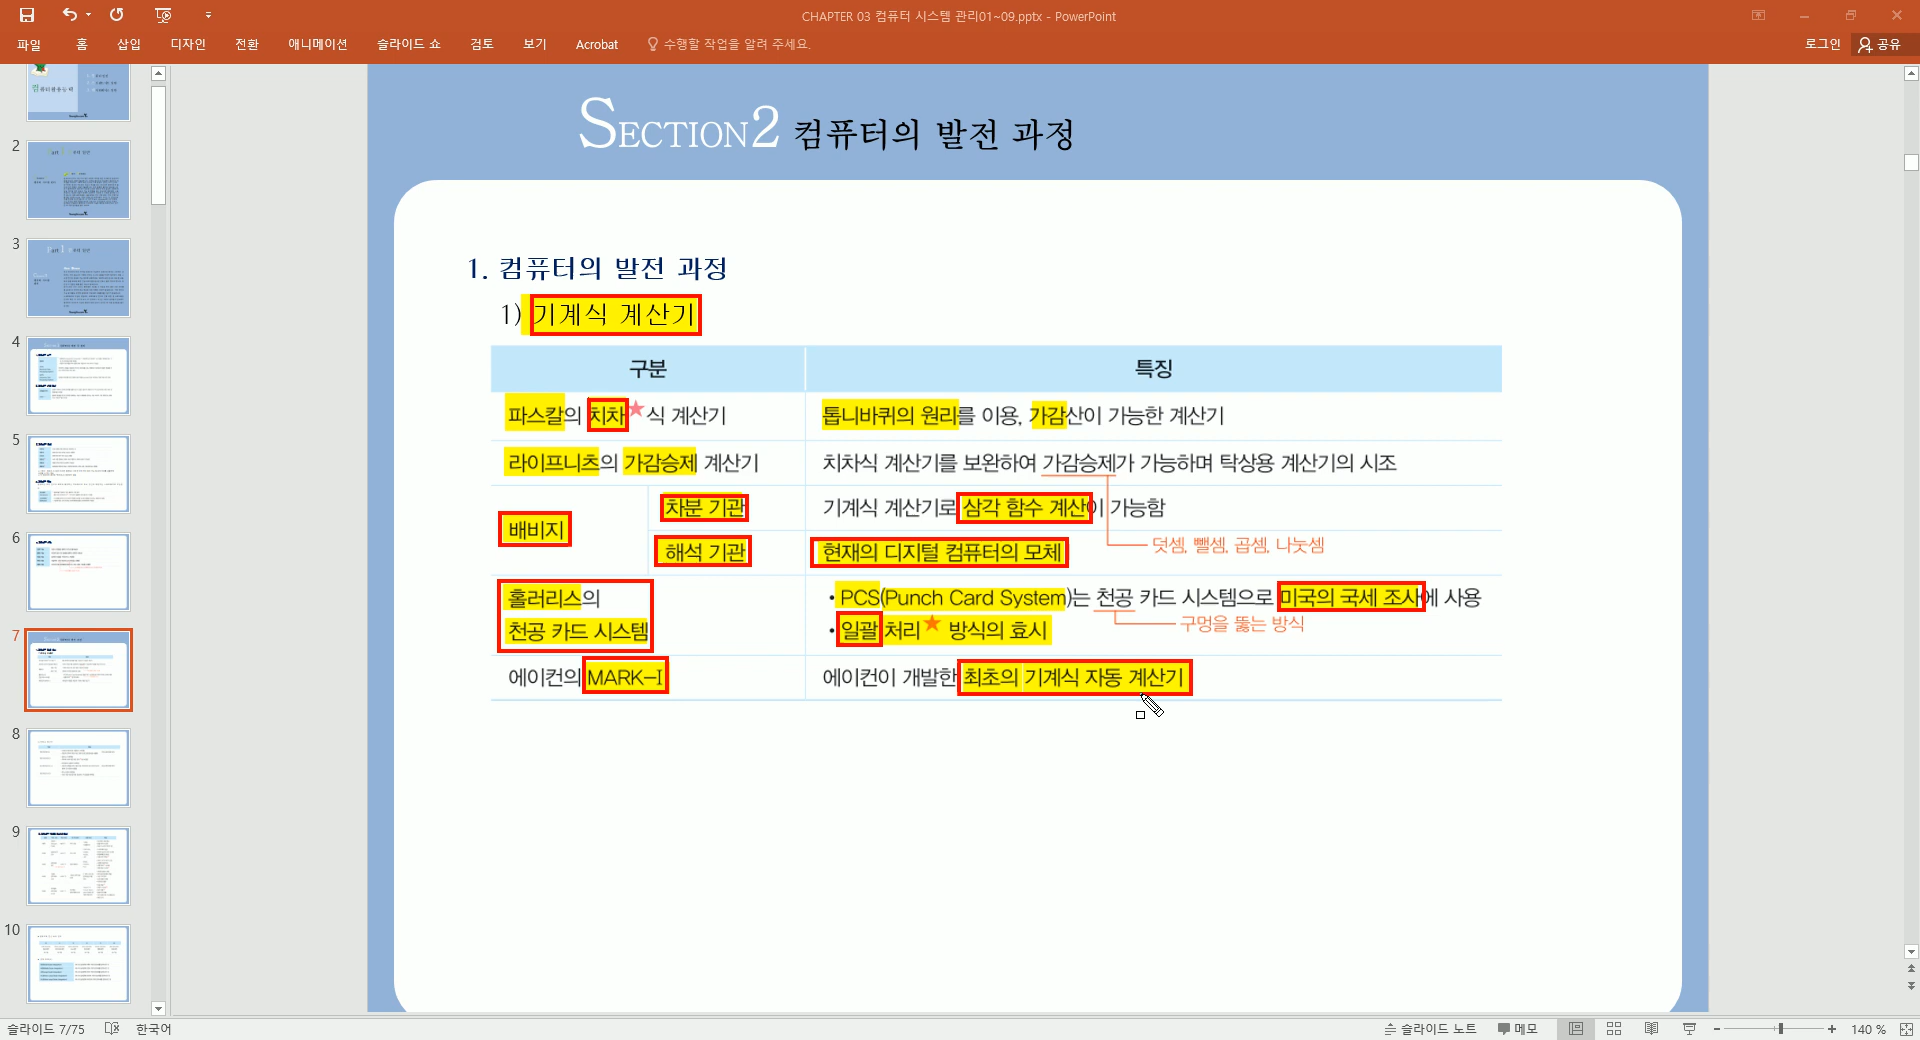 CHAPTER 03 컴퓨터 시스템 관리01~09.pptx - PowerPoint
파일 홈 삽입 디자인 전환 애니메이션 슬라이드 쇼 검토 보기 Acrobat 수행할 작업을 알려 주세요. 로그인 공유
SECTION2 컴퓨터의 발전 과정
1. 컴퓨터의 발전 과정
1) 기계식 계산기
구분 특징
파스칼의 치차★식 계산기 톱니바퀴의 원리를 이용, 가감산이 가능한 계산기
라이프니츠의 가감승제 계산기 치차식 계산기를 보완하여 가감승제가 가능하며 탁상용 계산기의 시조
배비지
차분 기관 기계식 계산기로 삼각 함수 계산이 가능함
덧셈, 뺄셈, 곱셈, 나눗셈
해석 기관 현재의 디지털 컴퓨터의 모체
홀러리스의
천공 카드 시스템
•PCS(Punch Card System)는 천공 카드 시스템으로 미국의 국세 조사에 사용
구멍을 뚫는 방식
•일괄 처리★ 방식의 효시
에이컨의 MARK-I 에이컨이 개발한 최초의 기계식 자동 계산기
2
3
4
5
6
7
8
9
10
슬라이드 7/75 한국어 슬라이드 노트 메모 140 %